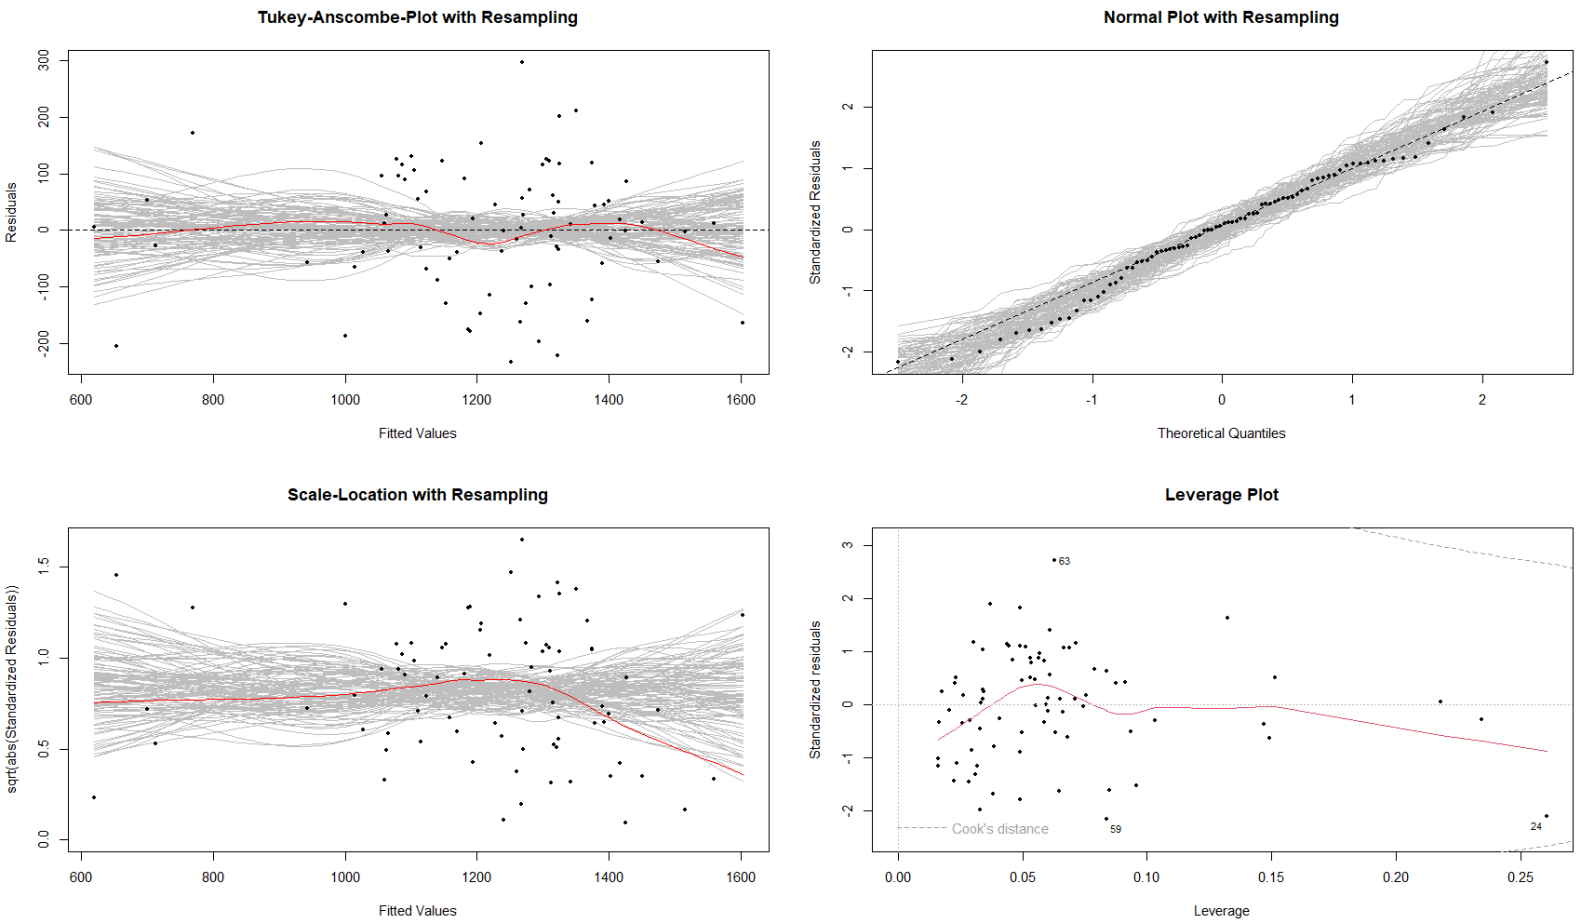 Tukey-Anscombe-Plot with Resampling
Residuals
300
200
100
0
-100
-200
600 800 1000 1200 1400 1600
Fitted Values
Normal Plot with Resampling
Standardized Residuals
2
1
0
-1
-2
-2 -1 0 1 2
Theoretical Quantiles
Scale-Location with Resampling
sqrt(abs(Standardized Residuals))
1.5
1.0
0.5
0.0
600 800 1000 1200 1400 1600
Fitted Values
Leverage Plot
Standardized residuals
3
2
1
0
-1
-2
63
59
24
Cook's distance
0.00 0.05 0.10 0.15 0.20 0.25
Leverage